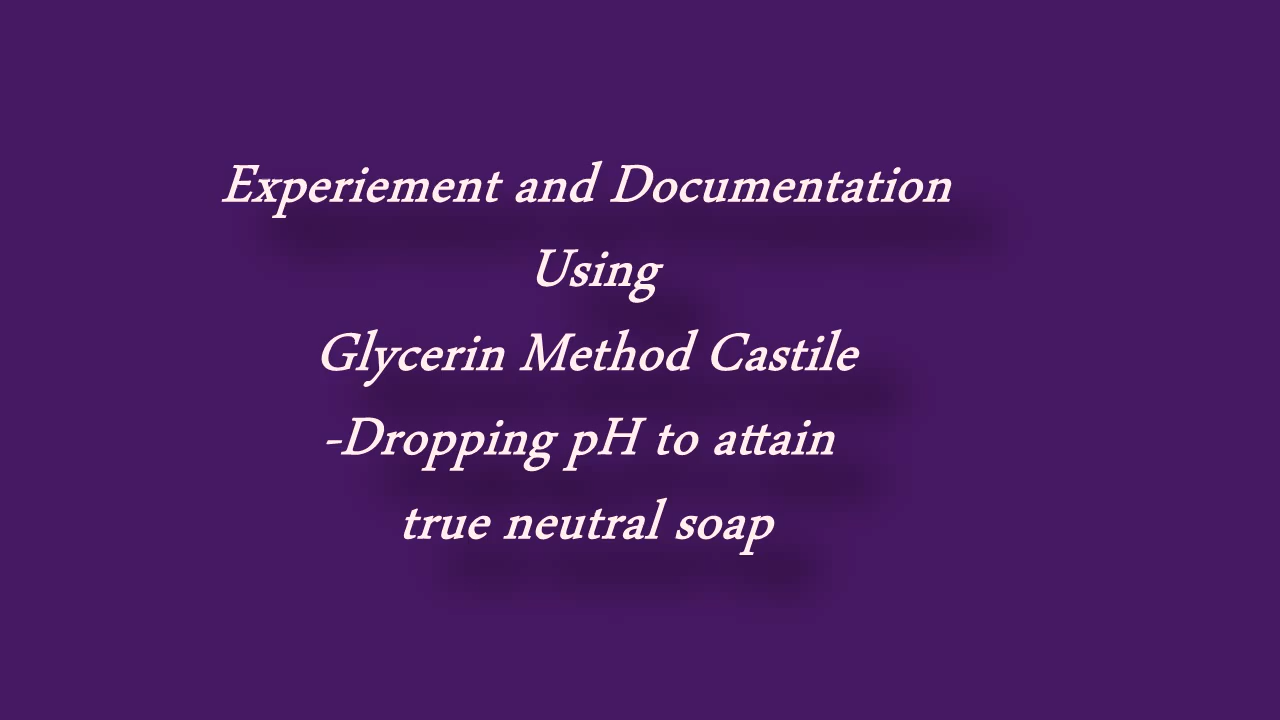 Experiement and Documentation
Using
Glycerin Method Castile
-Dropping pH to attain
true neutral soap